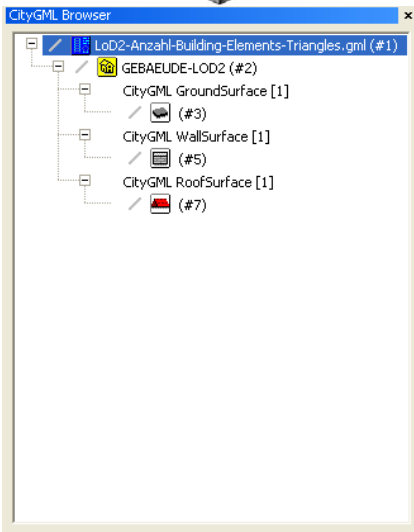 CityGML Browser
LoD2-Anzahl-Building-Elements-Triangles.gml (#1)
GEBAEUDE-LOD2 (#2)
CityGML GroundSurface [1]
(#3)
CityGML WallSurface [1]
(#5)
CityGML RoofSurface [1]
(#7)